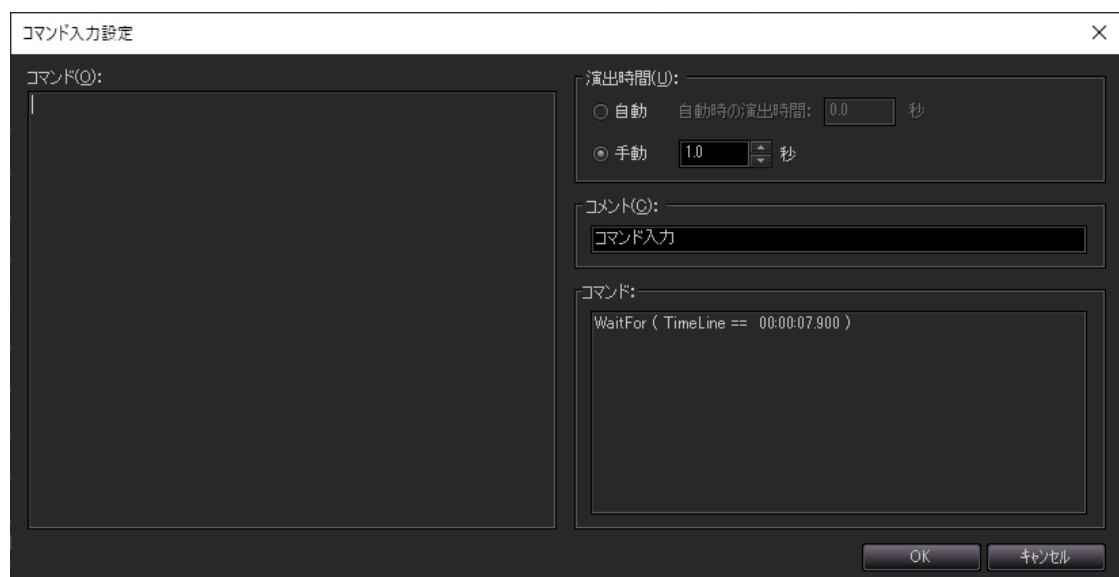 コマンド入力設定
コマンド(O):
演出時間(U):
自動 自動時の演出時間: 0.0 秒
手動 1.0 秒
コメント(C):
コマンド入力
コマンド:
WaitFor ( TimeLine == 00:00:07.900 )
OK キャンセル